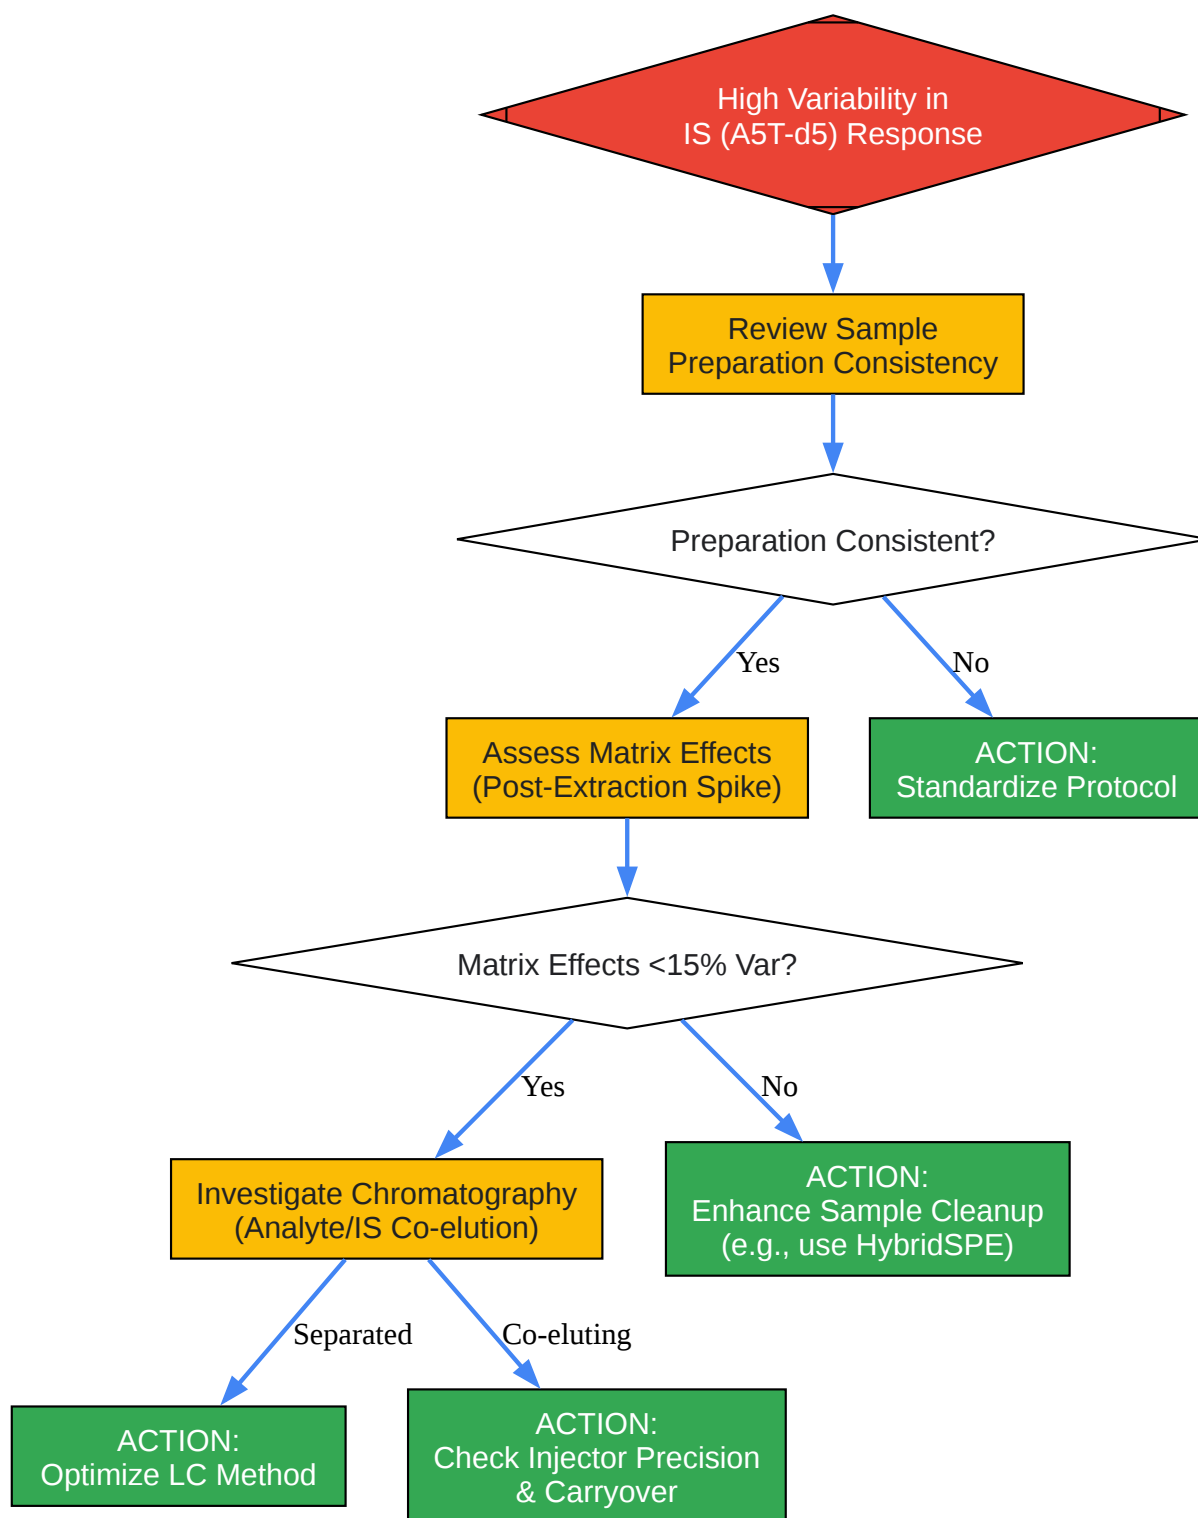 High Variability in
IS (A5T-d5) Response
Review Sample
Preparation Consistency
Preparation Consistent?
Yes
No
Assess Matrix Effects
(Post-Extraction Spike)
ACTION:
Standardize Protocol
Matrix Effects <15% Var?
Yes
No
Investigate Chromatography
(Analyte/IS Co-elution)
ACTION:
Enhance Sample Cleanup
(e.g., use HybridSPE)
Separated
Co-eluting
ACTION:
Optimize LC Method
ACTION:
Check Injector Precision
& Carryover